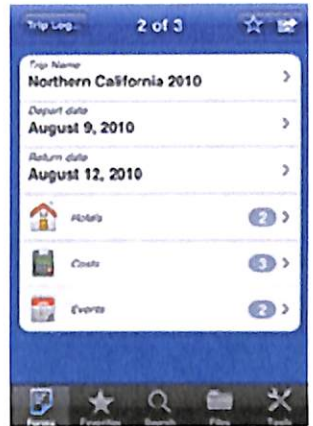 Trip Log... 2 of 3
Trip Name
Northern California 2010
Depart date
August 9, 2010
Return date
August 12, 2010
Hotels 2
Costs 3
Events 2
Forms Favorites Search Files Tools